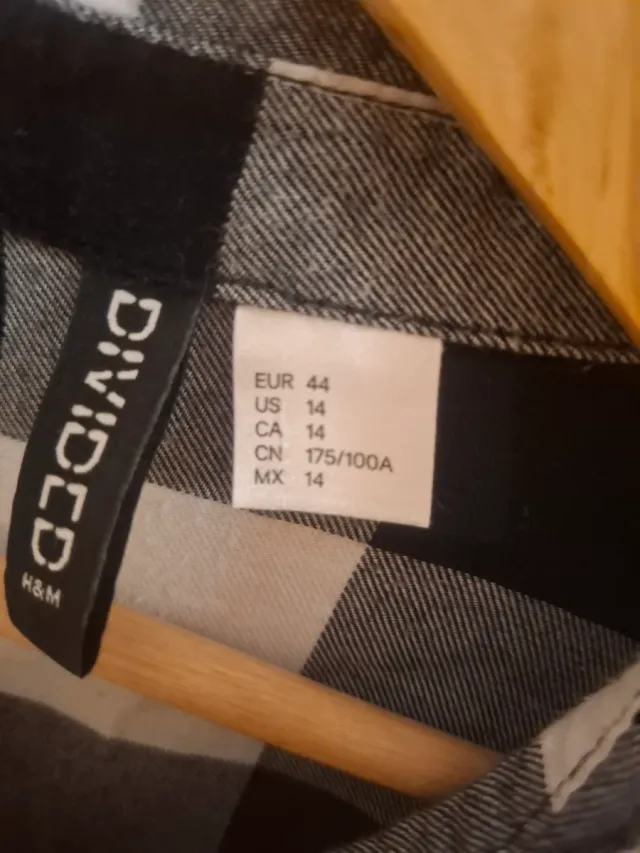 DIVIDED
H&M
EUR 44
US 14
CA 14
CN 175/100A
MX 14